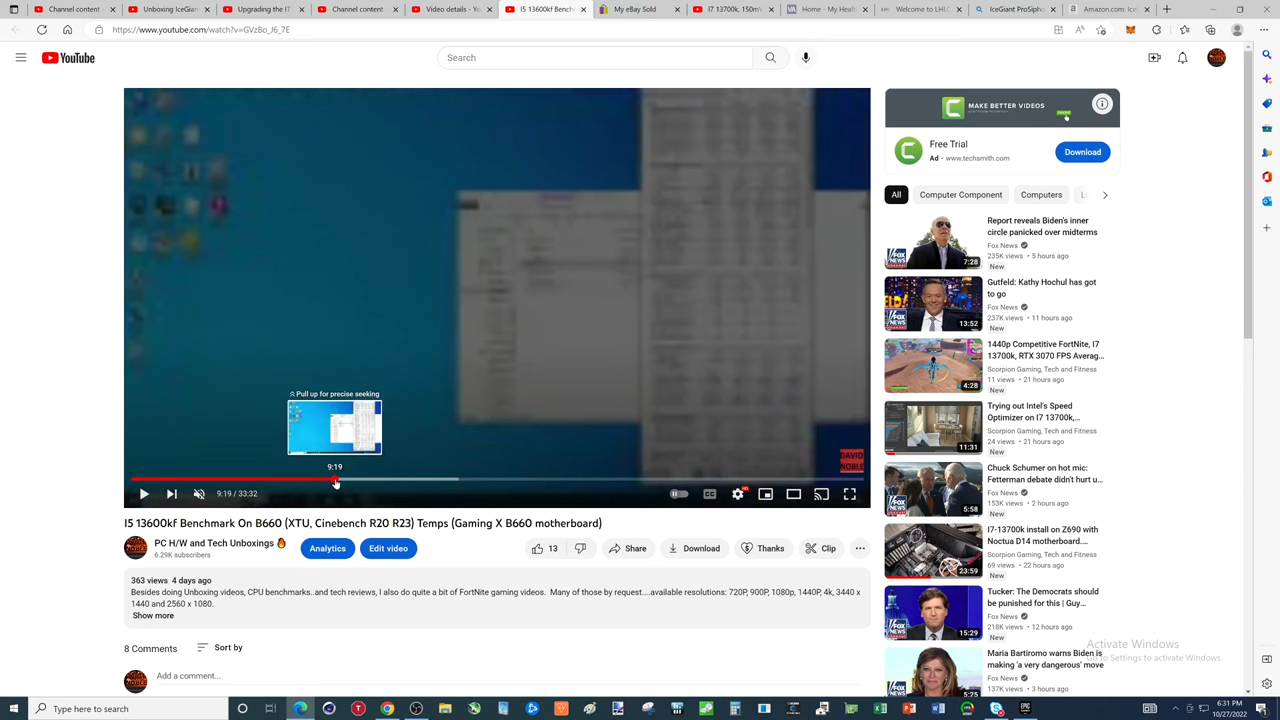 Channel content
Unboxing IceGian
Upgrading the I7
Channel content
Video details - Yo
I5 13600kf Bench
My eBay Sold
I7 13700k, 150m
Home - My Healt
Welcome to LHLC
IceGiant ProSipho
Amazon.com: Iceb
https://www.youtube.com/watch?v=GVzBo_J6_7E
YouTube
Search
MAKE BETTER VIDEOS
Free Trial
Ad · www.techsmith.com
Download
All
Computer Component
Computers
Report reveals Biden's inner
circle panicked over midterms
Fox News
235K views • 5 hours ago
New
7:28
Gutfeld: Kathy Hochul has got
to go
Fox News
237K views • 11 hours ago
New
13:52
1440p Competitive FortNite, I7
13700k, RTX 3070 FPS Averag...
Scorpion Gaming, Tech and Fitness
11 views • 21 hours ago
New
4:28
Trying out Intel's Speed
Optimizer on I7 13700k,...
Scorpion Gaming, Tech and Fitness
24 views • 21 hours ago
New
11:31
Chuck Schumer on hot mic:
Fetterman debate didn't hurt u...
Fox News
153K views • 2 hours ago
New
5:58
I7-13700k install on Z690 with
Noctua D14 motherboard....
Scorpion Gaming, Tech and Fitness
69 views • 22 hours ago
New
23:59
Tucker: The Democrats should
be punished for this | Guy...
Fox News
218K views • 12 hours ago
New
15:29
Maria Bartiromo warns Biden is
making 'a very dangerous' move
Fox News
137K views • 3 hours ago
New
5:25
Pull up for precise seeking
9:19
DAVID
NOBLE
9:19 / 33:32
I5 13600kf Benchmark On B660 (XTU, Cinebench R20 R23) Temps (Gaming X B660 motherboard)
PC H/W and Tech Unboxings
6.29K subscribers
Analytics
Edit video
13
Share
Download
Thanks
Clip
363 views 4 days ago
Besides doing Unboxing videos, CPU benchmarks..and tech reviews, I also do quite a bit of FortNite gaming videos. Many of those by request....available resolutions: 720P, 900P, 1080p, 1440P, 4k, 3440 x
1440 and 2560 x 1080.
Show more
8 Comments
Sort by
Add a comment...
Activate Windows
Go to Settings to activate Windows.
Type here to search
6:31 PM
10/27/2022